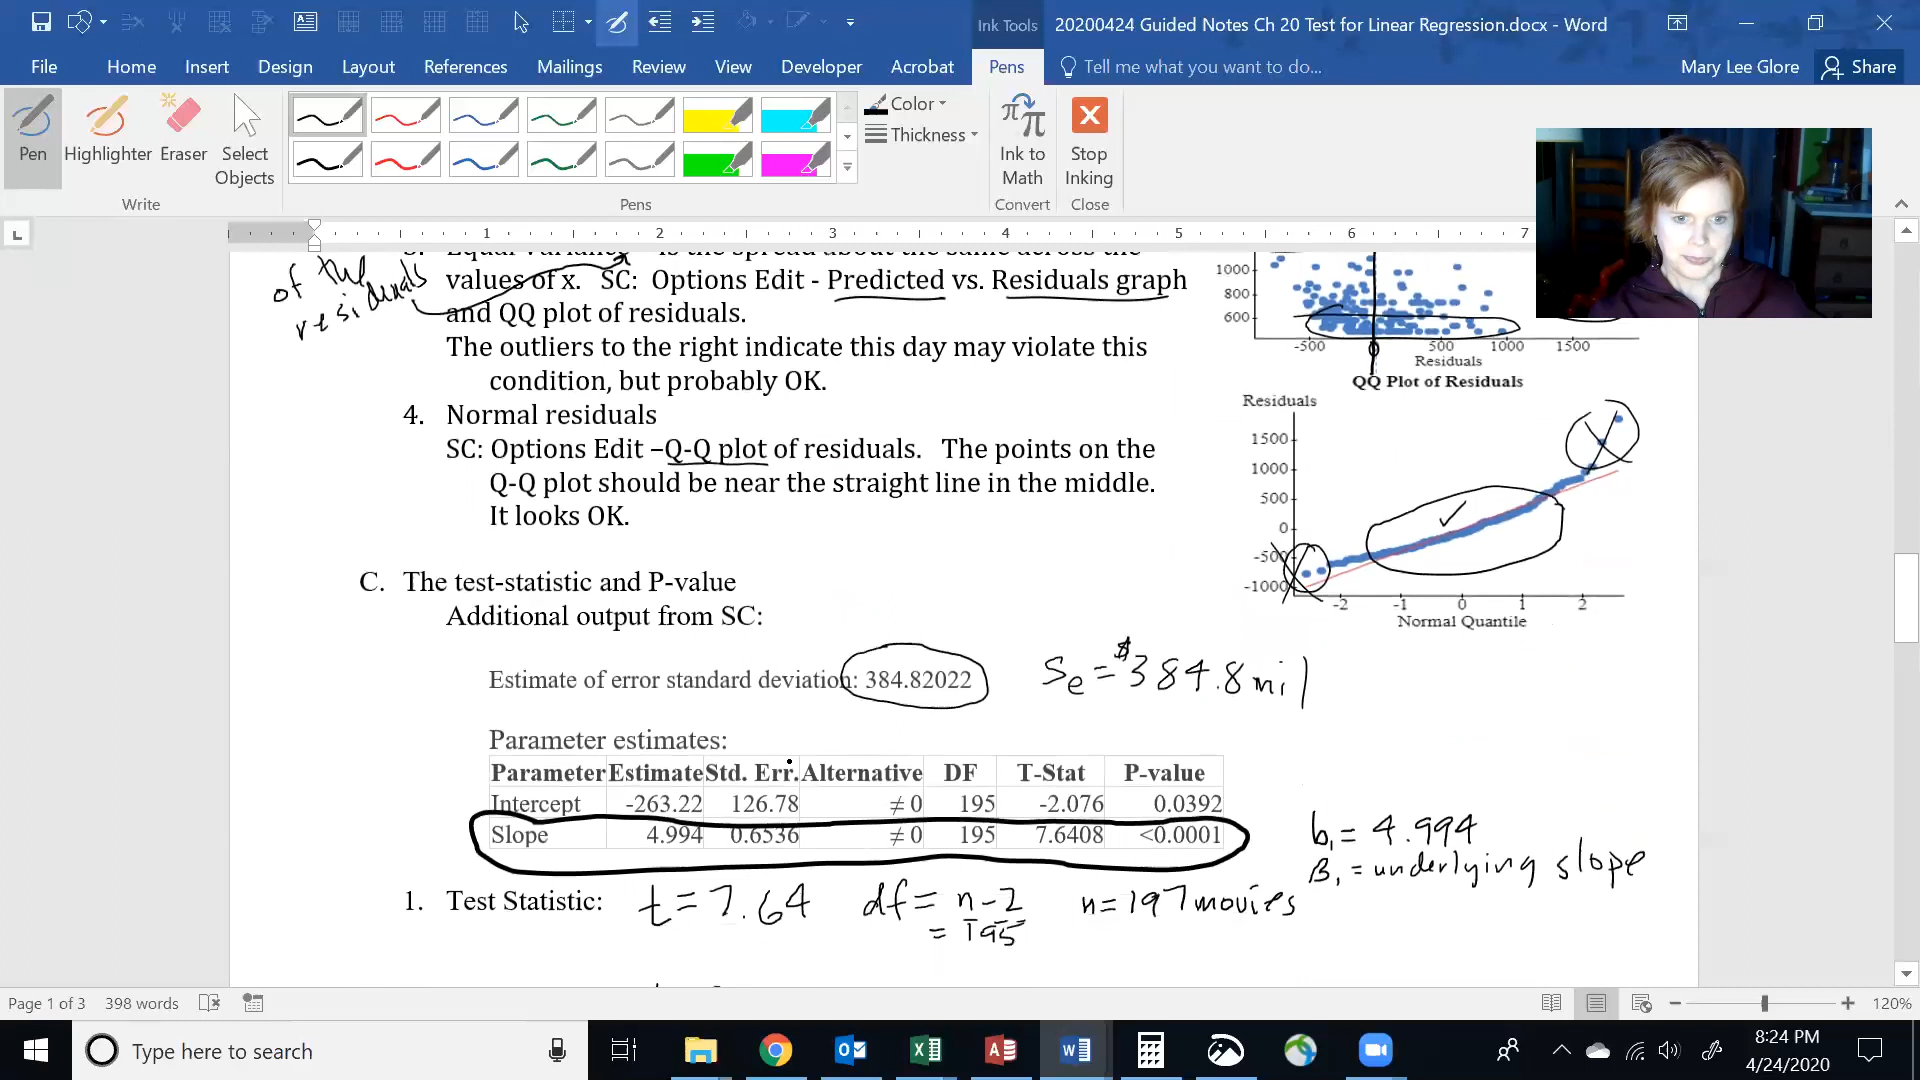 Ink Tools
20200424 Guided Notes Ch 20 Test for Linear Regression.docx - Word
File Home Insert Design Layout References Mailings Review View Developer Acrobat Pens Tell me what you want to do... Mary Lee Glore Share
Pen Highlighter Eraser Select Objects
Color
Thickness
Ink to Math
Stop Inking
Write Pens Convert Close
1 2 3 4 5 6 7
of the residuals
values of x. SC: Options Edit - Predicted vs. Residuals graph
and QQ plot of residuals.
The outliers to the right indicate this day may violate this
condition, but probably OK.
4. Normal residuals
SC: Options Edit –Q-Q plot of residuals. The points on the
Q-Q plot should be near the straight line in the middle.
It looks OK.
1000
800
600
-500 0 500 1000 1500
Residuals
QQ Plot of Residuals
Residuals
1500
1000
500
0
-500
-1000
-2 -1 0 1 2
Normal Quantile
C. The test-statistic and P-value
Additional output from SC:
Estimate of error standard deviation: 384.82022
Se = $384.8 mil
Parameter estimates:
Parameter Estimate Std. Err. Alternative DF T-Stat P-value
Intercept -263.22 126.78 ≠ 0 195 -2.076 0.0392
Slope 4.994 0.6536 ≠ 0 195 7.6408 <0.0001
b₁ = 4.994
B₁ = underlying slope
1. Test Statistic: t = 7.64 df = n-2 n = 197 movies
= 195
Page 1 of 3 398 words 120%
Type here to search
8:24 PM
4/24/2020